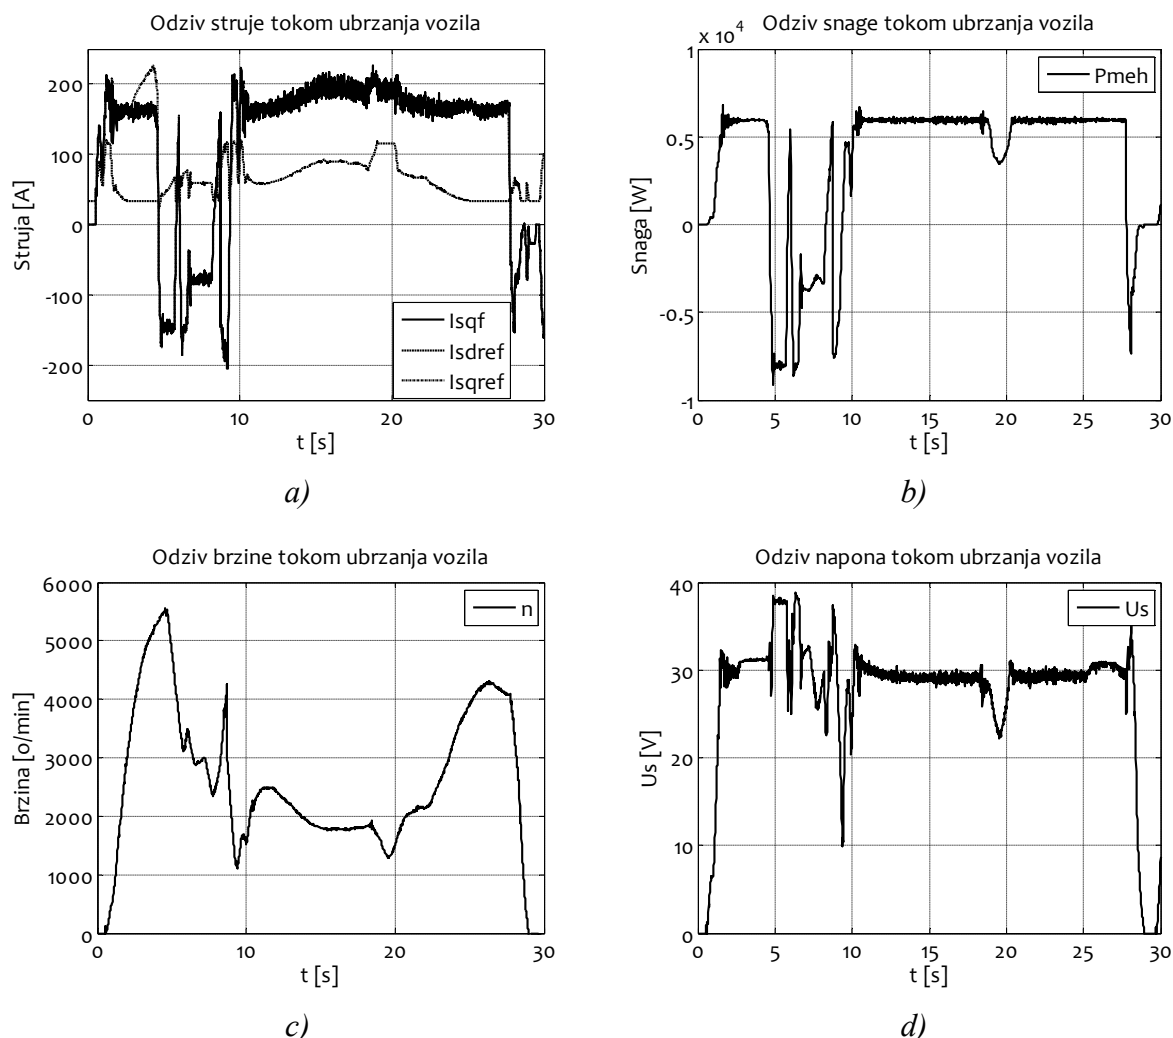 Odziv struje tokom ubrzanja vozila
Struja [A]
200
100
0
-100
-200
0
10
20
30
t [s]
Isqf
Isdref
Isqref
a)
Odziv snage tokom ubrzanja vozila
x 10^4
Snaga [W]
1
0.5
0
-0.5
-1
0
5
10
15
20
25
30
t [s]
Pmeh
b)
Odziv brzine tokom ubrzanja vozila
Brzina [o/min]
6000
5000
4000
3000
2000
1000
0
0
10
20
30
t [s]
n
c)
Odziv napona tokom ubrzanja vozila
Us [V]
40
30
20
10
0
0
5
10
15
20
25
30
t [s]
Us
d)